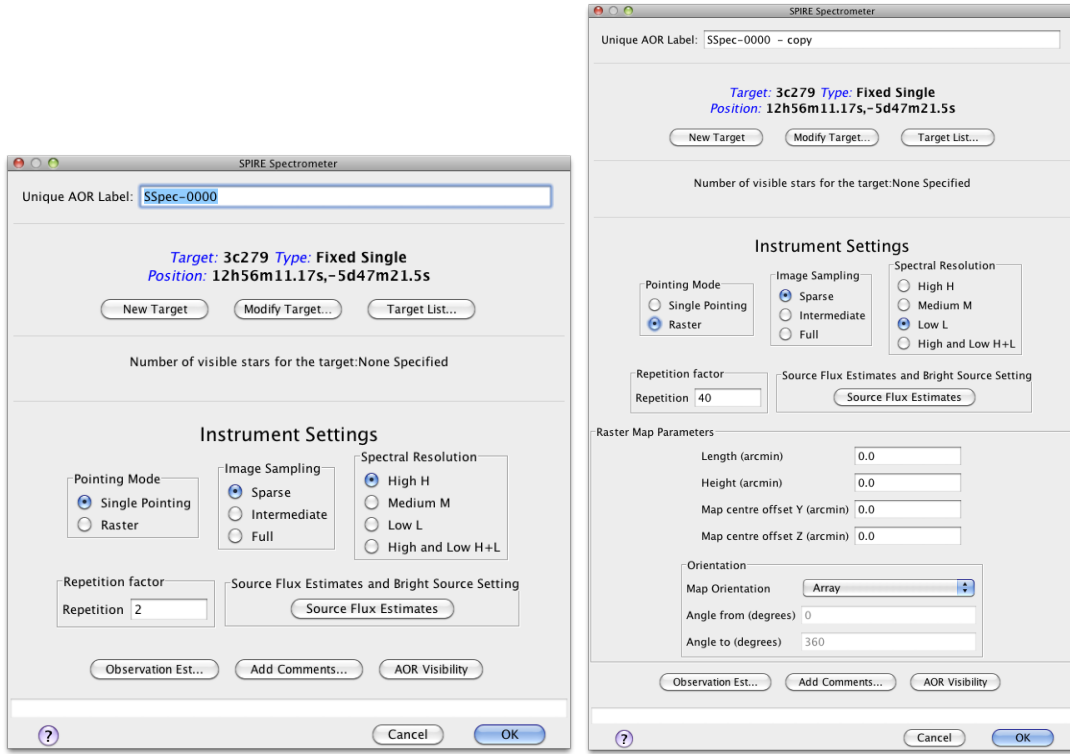 SPIRE Spectrometer
Unique AOR Label: SSpec-0000
Target: 3c279 Type: Fixed Single
Position: 12h56m11.17s,-5d47m21.5s
New Target Modify Target... Target List...
Number of visible stars for the target:None Specified
Instrument Settings
Pointing Mode
Single Pointing
Raster
Image Sampling
Sparse
Intermediate
Full
Spectral Resolution
High H
Medium M
Low L
High and Low H+L
Repetition factor
Repetition 2
Source Flux Estimates and Bright Source Setting
Source Flux Estimates
Observation Est... Add Comments... AOR Visibility
? Cancel OK
SPIRE Spectrometer
Unique AOR Label: SSpec-0000 - copy
Target: 3c279 Type: Fixed Single
Position: 12h56m11.17s,-5d47m21.5s
New Target Modify Target... Target List...
Number of visible stars for the target:None Specified
Instrument Settings
Pointing Mode
Single Pointing
Raster
Image Sampling
Sparse
Intermediate
Full
Spectral Resolution
High H
Medium M
Low L
High and Low H+L
Repetition factor
Repetition 40
Source Flux Estimates and Bright Source Setting
Source Flux Estimates
Raster Map Parameters
Length (arcmin) 0.0
Height (arcmin) 0.0
Map centre offset Y (arcmin) 0.0
Map centre offset Z (arcmin) 0.0
Orientation
Map Orientation Array
Angle from (degrees) 0
Angle to (degrees) 360
Observation Est... Add Comments... AOR Visibility
? Cancel OK